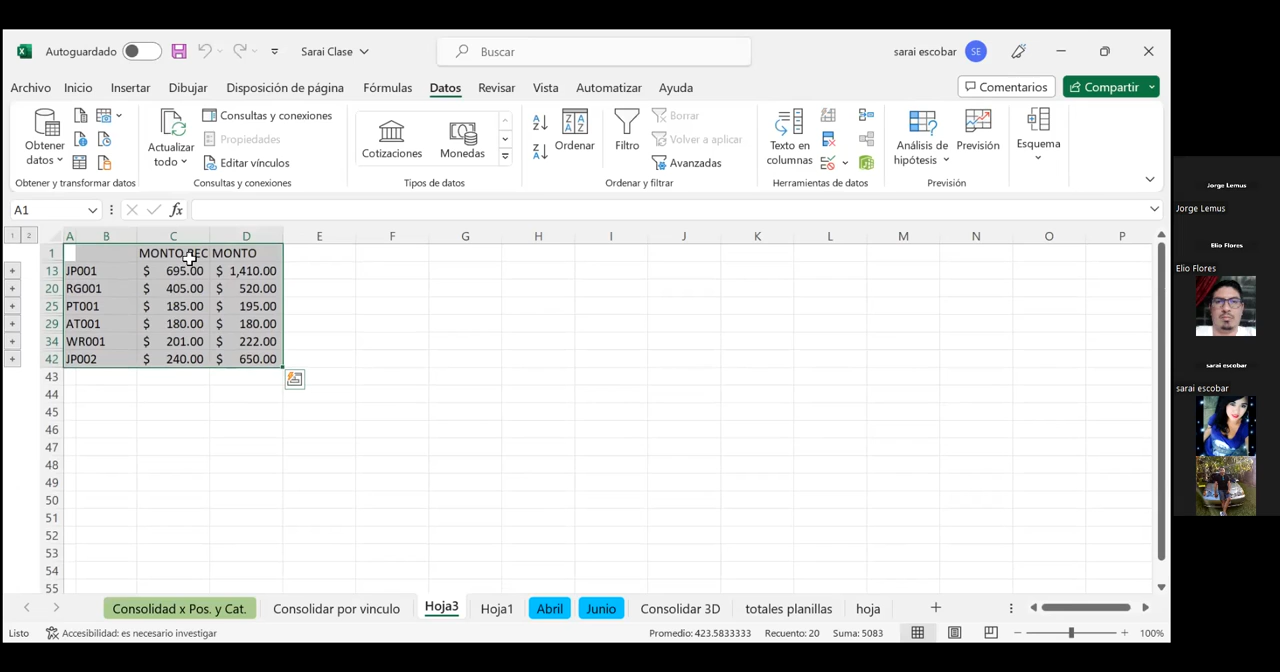 Autoguardado Sarai Clase Buscar sarai escobar SE
Archivo Inicio Insertar Dibujar Disposición de página Fórmulas Datos Revisar Vista Automatizar Ayuda Comentarios Compartir
Obtener datos
Obtener y transformar datos
Actualizar todo
Consultas y conexiones
Propiedades
Editar vínculos
Consultas y conexiones
Cotizaciones
Monedas
Tipos de datos
Ordenar
Filtro
Borrar
Volver a aplicar
Avanzadas
Ordenar y filtrar
Texto en columnas
Herramientas de datos
Análisis de hipótesis
Previsión
Previsión
Esquema
A1 fx
1 2 A B C D E F G H I J K L M N O P
1 MONTO REC MONTO
13 JP001 $ 695.00 $ 1,410.00
20 RG001 $ 405.00 $ 520.00
25 PT001 $ 185.00 $ 195.00
29 AT001 $ 180.00 $ 180.00
34 WR001 $ 201.00 $ 222.00
42 JP002 $ 240.00 $ 650.00
43
44
45
46
47
48
49
50
51
52
53
54
55
Consolidad x Pos. y Cat. Consolidar por vinculo Hoja3 Hoja1 Abril Junio Consolidar 3D totales planillas hoja
Listo Accesibilidad: es necesario investigar Promedio: 423.5833333 Recuento: 20 Suma: 5083 100%
Jorge Lemus
Jorge Lemus
Elio Flores
Elio Flores
sarai escobar
sarai escobar